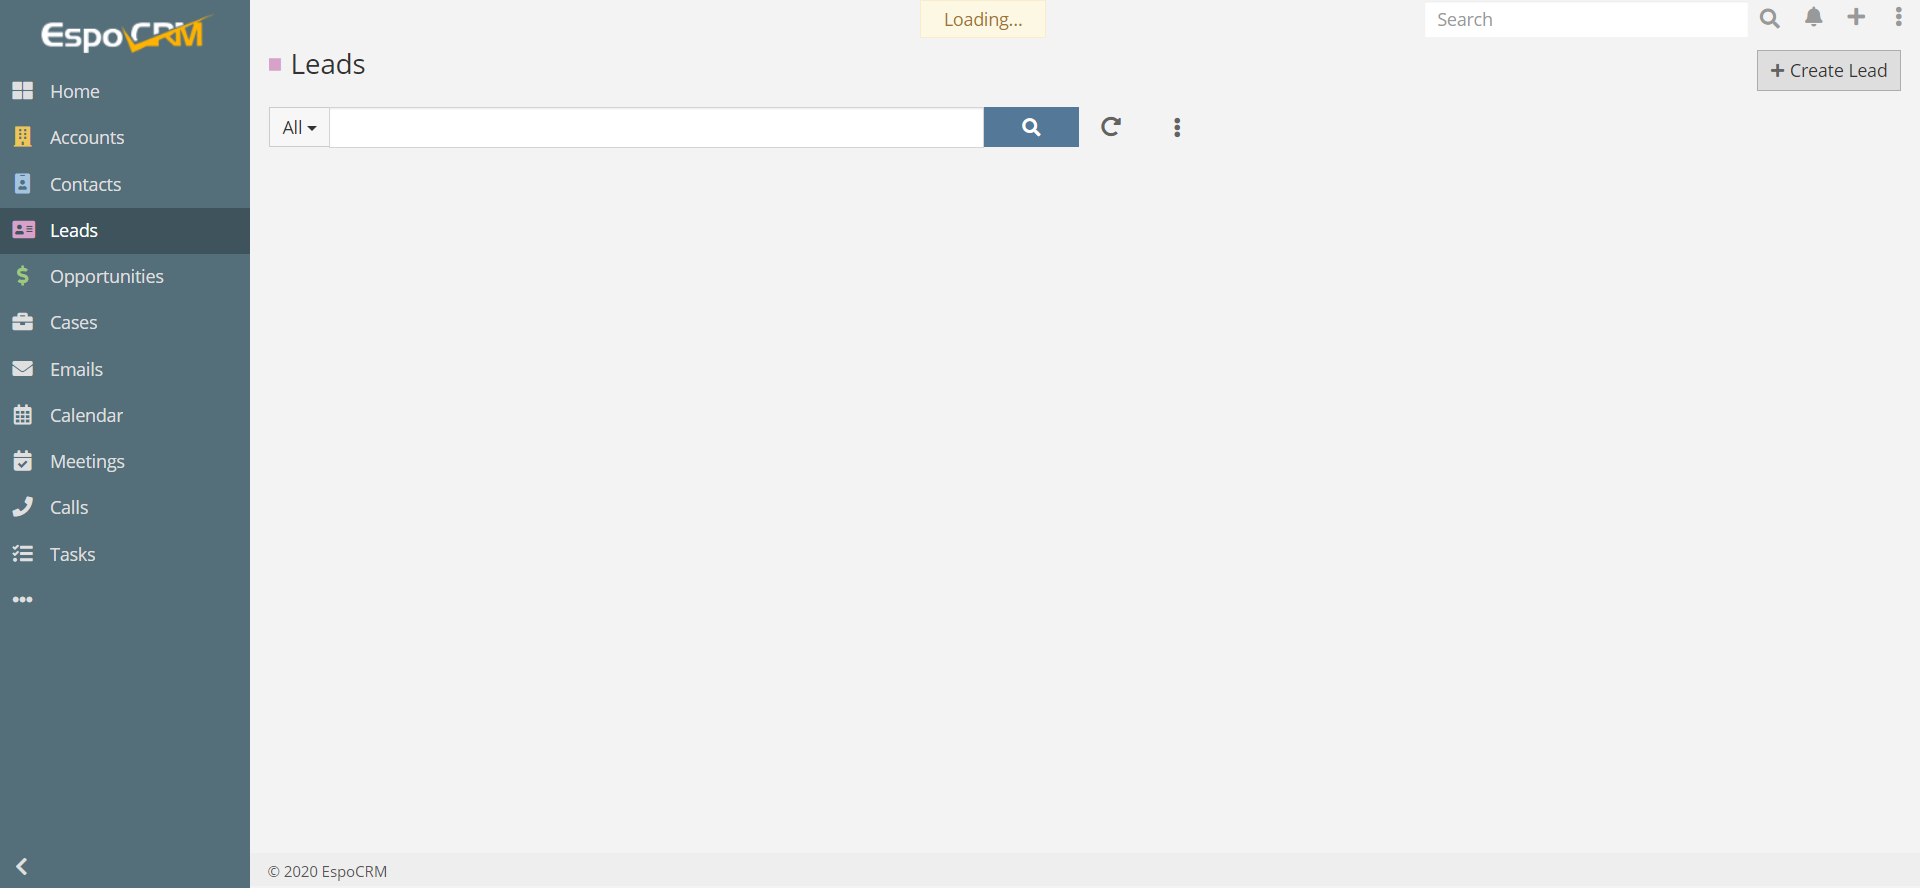 EspoCRM
Loading...
Search
Leads
+ Create Lead
All
Home
Accounts
Contacts
Leads
Opportunities
Cases
Emails
Calendar
Meetings
Calls
Tasks
© 2020 EspoCRM